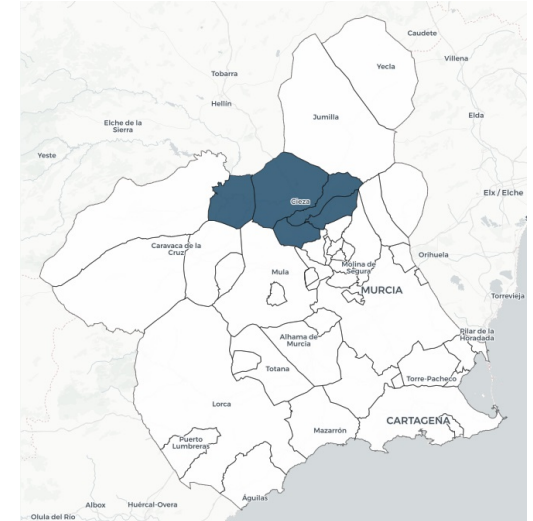 Caudete
Villena
Yecla
Tobarra
Hellín
Jumilla
Elda
Elche de la
Sierra
Yeste
Elx / Elche
Cieza
Caravaca de la
Cruz
Orihuela
Mula
Molina de
Segura
MURCIA
Torrevieja
Pilar de la
Horadada
Alhama de
Murcia
Totana
Torre-Pacheco
Lorca
CARTAGENA
Mazarrón
Puerto
Lumbreras
Águilas
Albox
Huércal-Overa
Olula del Río